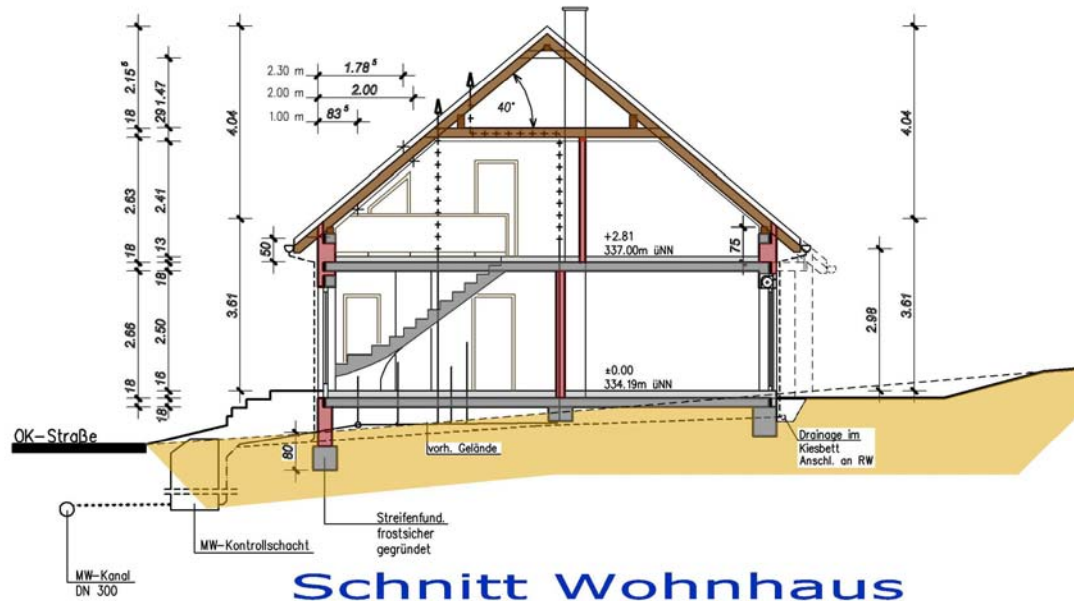 2.15⁵
18
2.63
18
2.66
18
1.47
29
2.41
13
18
2.50
16
18
4.04
3.61
2.30 m
1.78⁵
2.00 m
2.00
1.00 m
83⁵
40°
50
75
+2.81
337.00m üNN
±0.00
334.19m üNN
4.04
3.61
2.98
OK-Straße
80
vorh. Gelände
Drainage im
Kiesbett
Anschl. an RW
Streifenfund.
frostsicher
gegründet
MW-Kontrollschacht
MW-Kanal
DN 300
Schnitt Wohnhaus